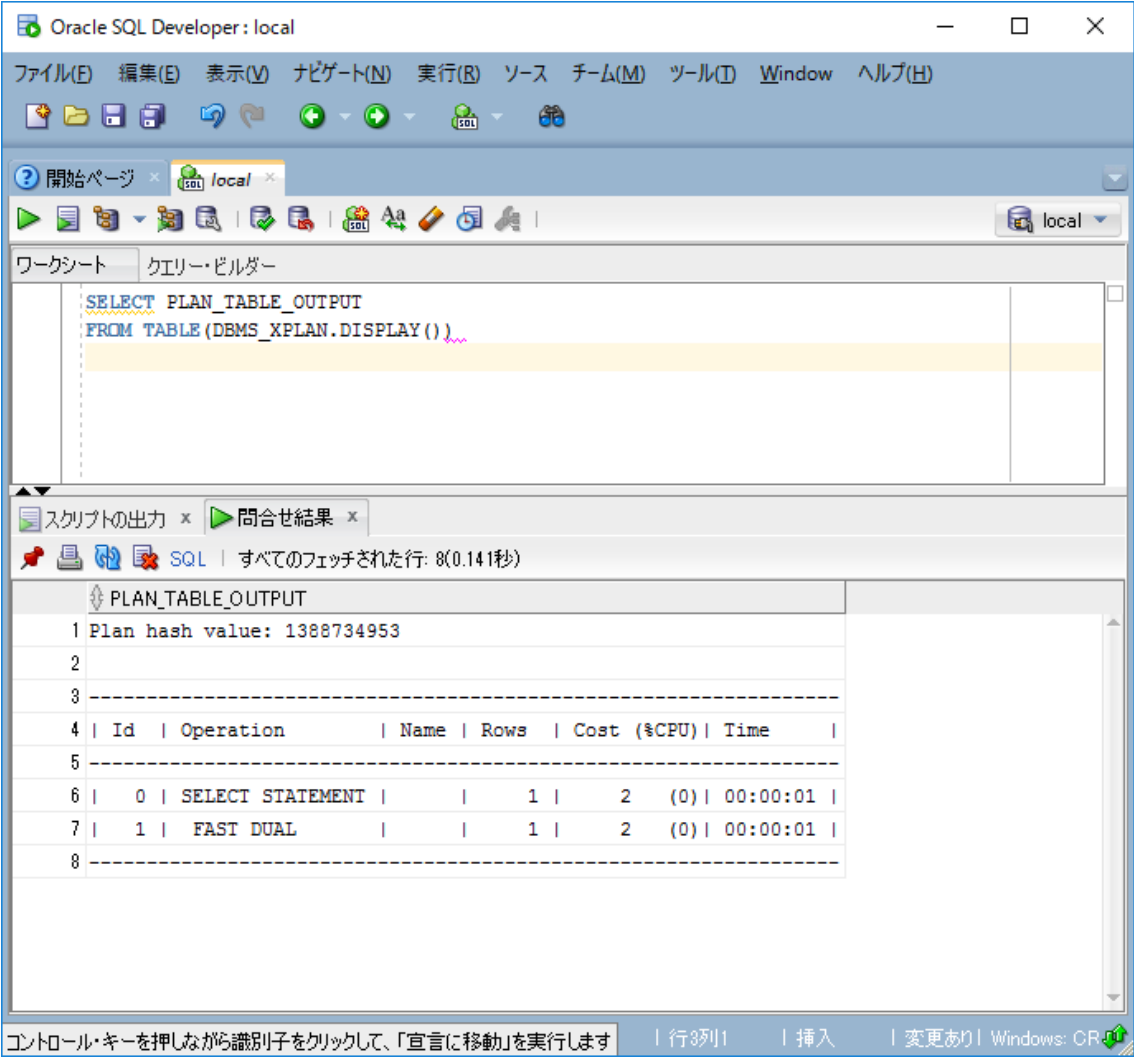 Oracle SQL Developer : local
ファイル(F) 編集(E) 表示(V) ナビゲート(N) 実行(R) ソース チーム(M) ツール(T) Window ヘルプ(H)
開始ページ local
local
ワークシート クエリー・ビルダー
SELECT PLAN_TABLE_OUTPUT
FROM TABLE(DBMS_XPLAN.DISPLAY())
スクリプトの出力 x 問合せ結果 x
SQL | すべてのフェッチされた行: 8(0.141秒)
PLAN_TABLE_OUTPUT
1 Plan hash value: 1388734953
2
3 ------------------------------------------------------------------
4 | Id | Operation | Name | Rows | Cost (%CPU)| Time |
5 ------------------------------------------------------------------
6 | 0 | SELECT STATEMENT | | 1 | 2 (0)| 00:00:01 |
7 | 1 | FAST DUAL | | 1 | 2 (0)| 00:00:01 |
8 ------------------------------------------------------------------
コントロール・キーを押しながら識別子をクリックして、「宣言に移動」を実行します | 行3列1 | 挿入 | 変更あり | Windows: CR